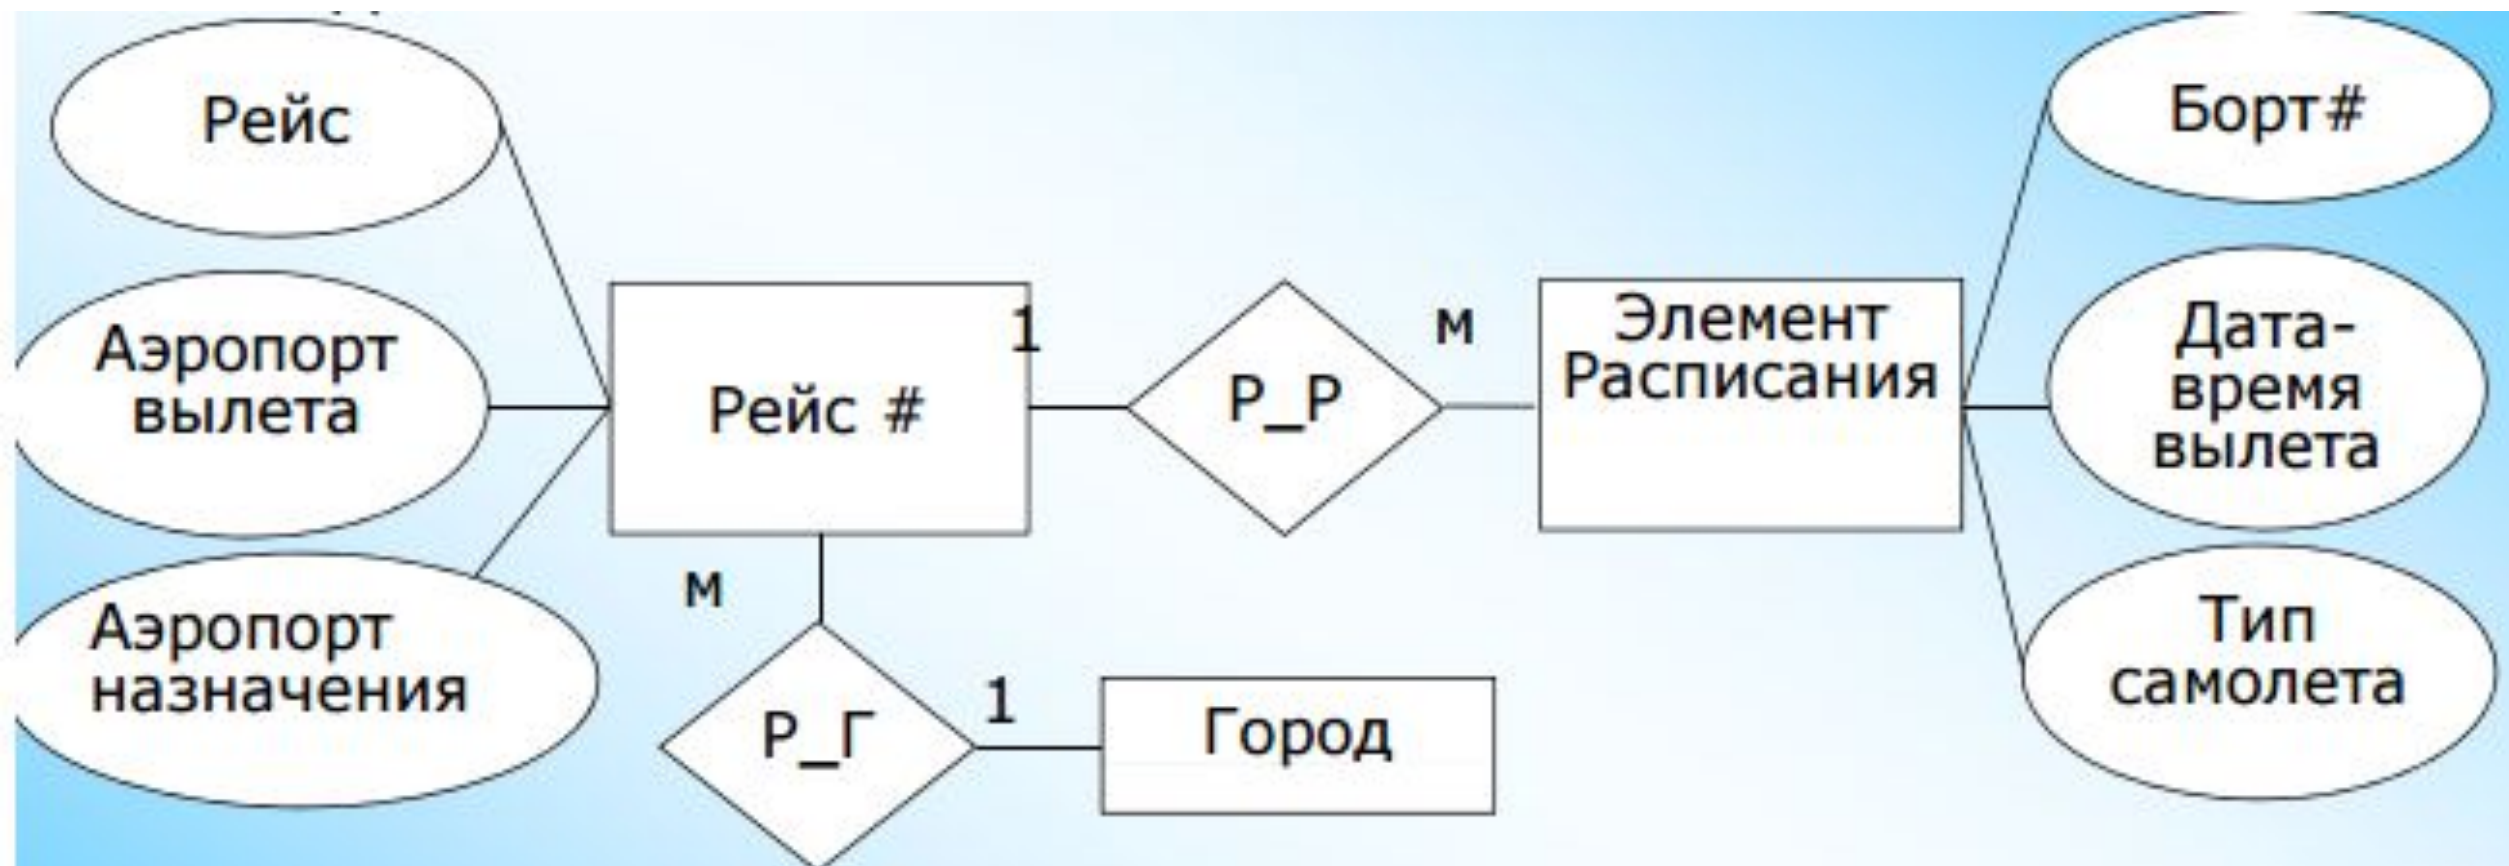 Рейс
Аэропорт
вылета
Аэропорт
назначения
Рейс #
1
Р_Р
м
Элемент
Расписания
Борт#
Дата-
время
вылета
Тип
самолета
м
Р_Г
1
Город